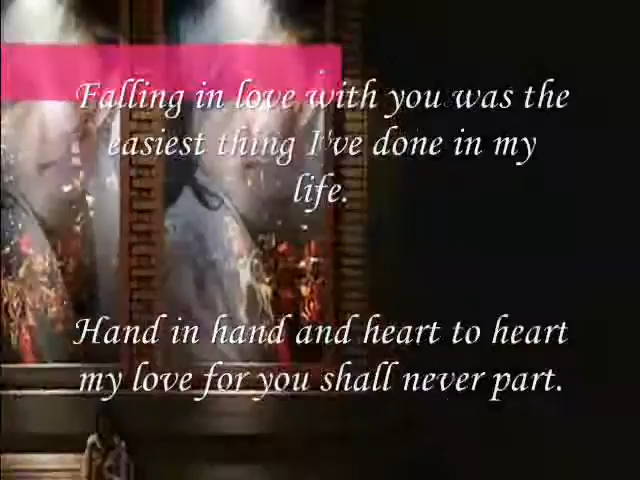 Falling in love with you was the
easiest thing I've done in my
life.
Hand in hand and heart to heart
my love for you shall never part.